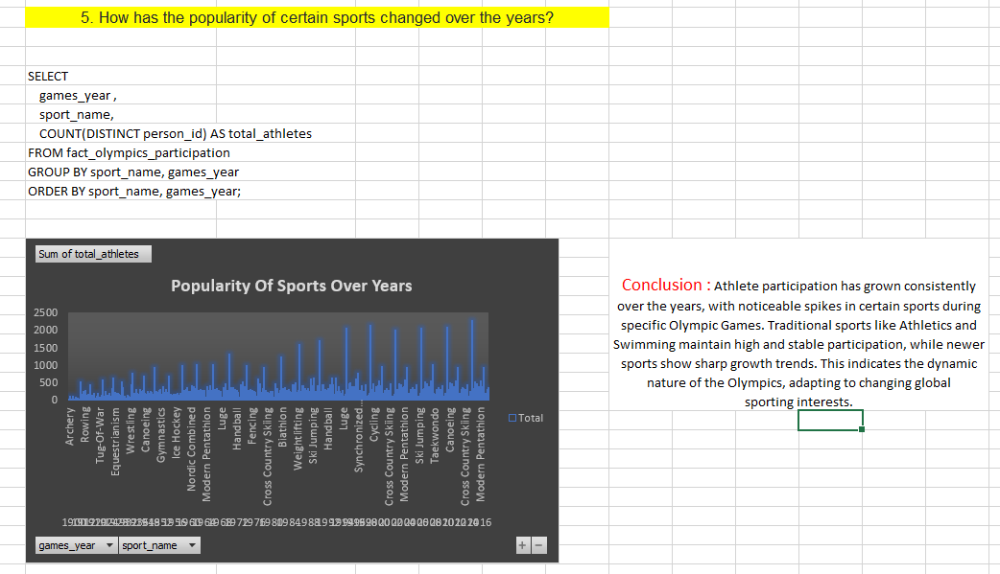 5. How has the popularity of certain sports changed over the years?
SELECT
games_year ,
sport_name,
COUNT(DISTINCT person_id) AS total_athletes
FROM fact_olympics_participation
GROUP BY sport_name, games_year
ORDER BY sport_name, games_year;
Sum of total_athletes
Popularity Of Sports Over Years
2500
2000
1500
1000
500
0
Archery
Rowing
Tug-Of-War
Equestrianism
Wrestling
Canoeing
Gymnastics
Ice Hockey
Nordic Combined
Modern Pentathlon
Luge
Handball
Fencing
Cross Country Skiing
Biathlon
Weightlifting
Ski Jumping
Handball
Luge
Synchronized...
Cycling
Cross Country Skiing
Modern Pentathlon
Ski Jumping
Taekwondo
Canoeing
Cross Country Skiing
Modern Pentathlon
Total
games_year
sport_name
+ −
Conclusion : Athlete participation has grown consistently
over the years, with noticeable spikes in certain sports during
specific Olympic Games. Traditional sports like Athletics and
Swimming maintain high and stable participation, while newer
sports show sharp growth trends. This indicates the dynamic
nature of the Olympics, adapting to changing global
sporting interests.